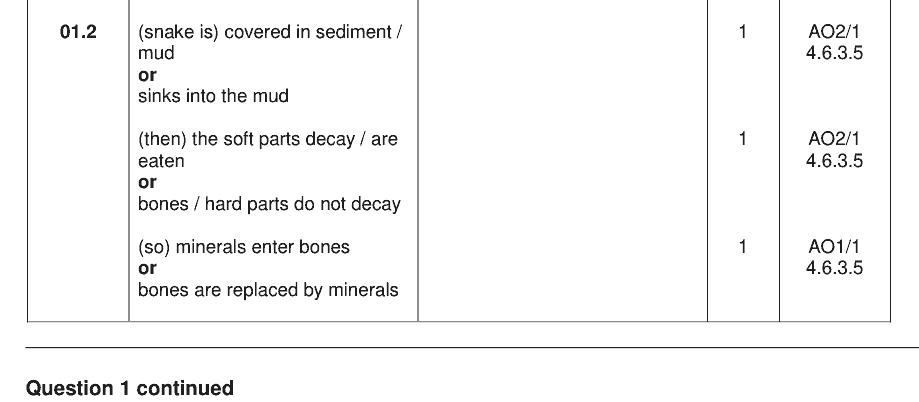 01.2 (snake is) covered in sediment / 1 AO2/1
mud 4.6.3.5
or
sinks into the mud
(then) the soft parts decay / are 1 AO2/1
eaten 4.6.3.5
or
bones / hard parts do not decay
(so) minerals enter bones 1 AO1/1
or 4.6.3.5
bones are replaced by minerals
Question 1 continued